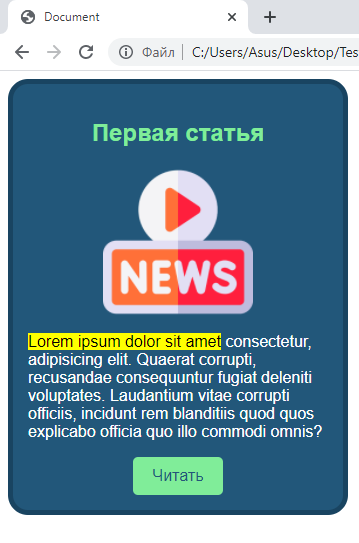 Document
Файл
C:/Users/Asus/Desktop/Tes
Первая статья
NEWS
Lorem ipsum dolor sit amet consectetur,
adipisicing elit. Quaerat corrupti,
recusandae consequuntur fugiat deleniti
voluptates. Laudantium vitae corrupti
officiis, incidunt rem blanditiis quod quos
explicabo officia quo illo commodi omnis?
Читать